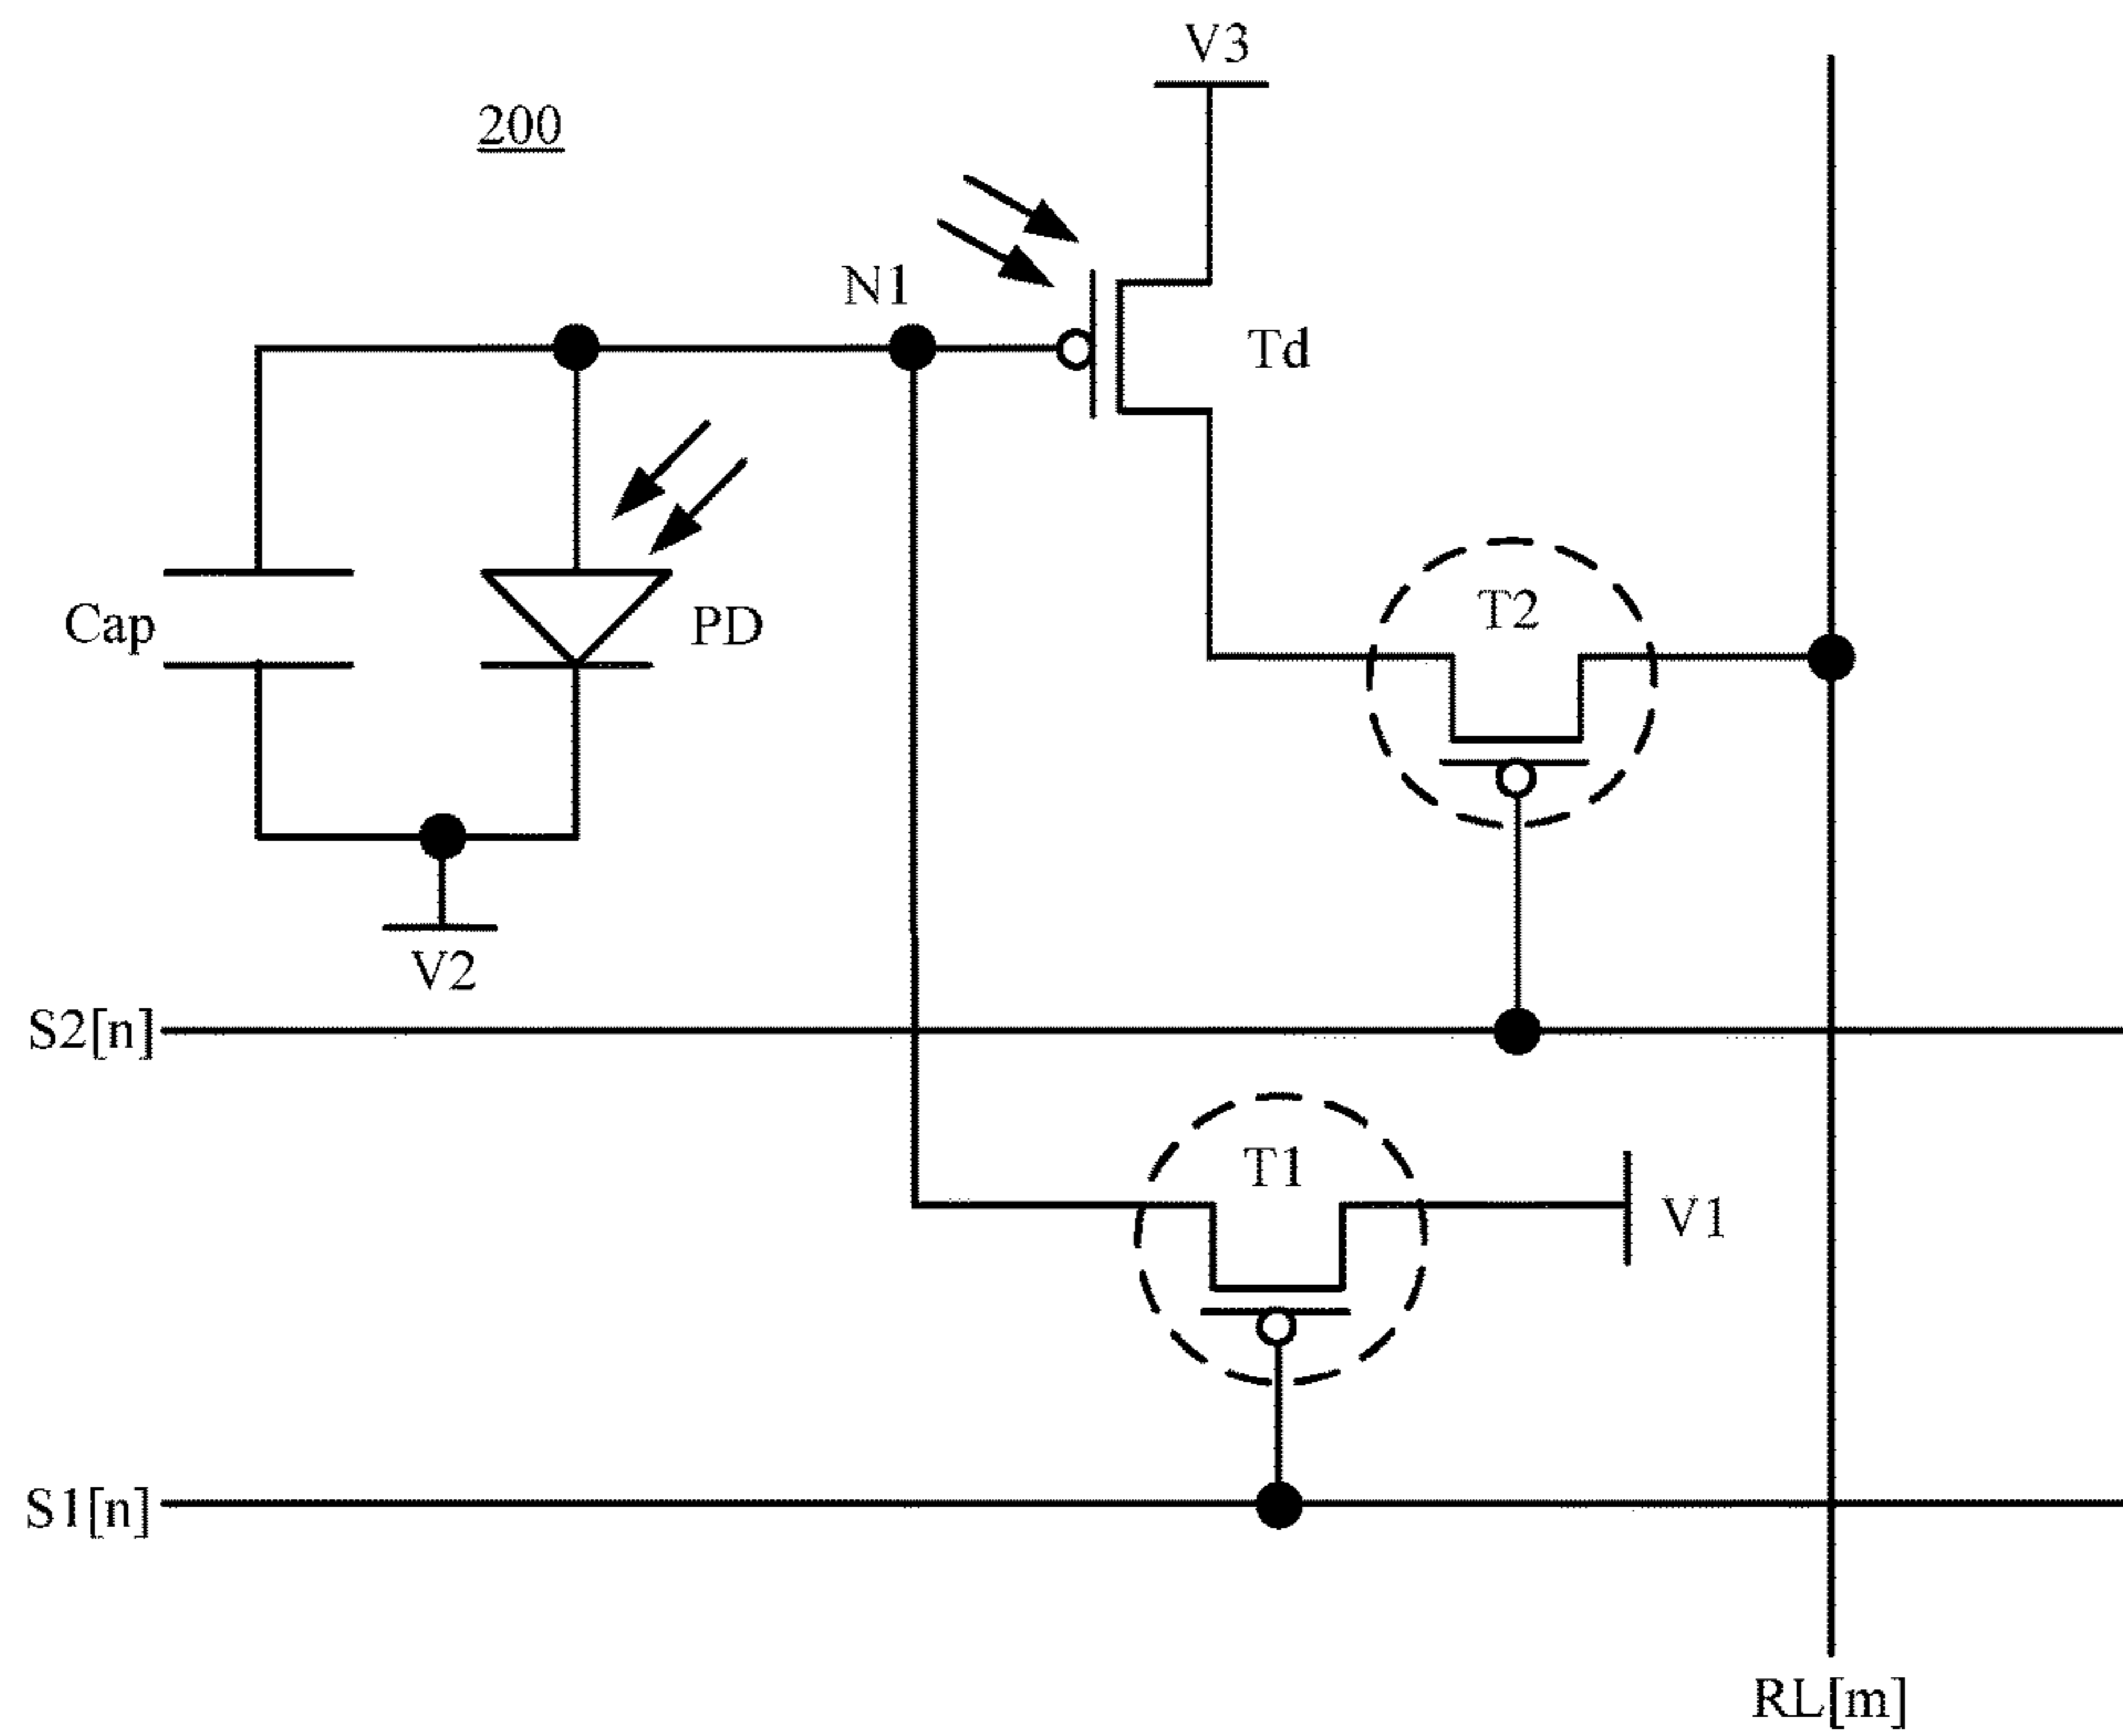 V3
200
N1
Td
T2
Cap
PD
V2
S2[n]
T1
V1
S1[n]
RL[m]